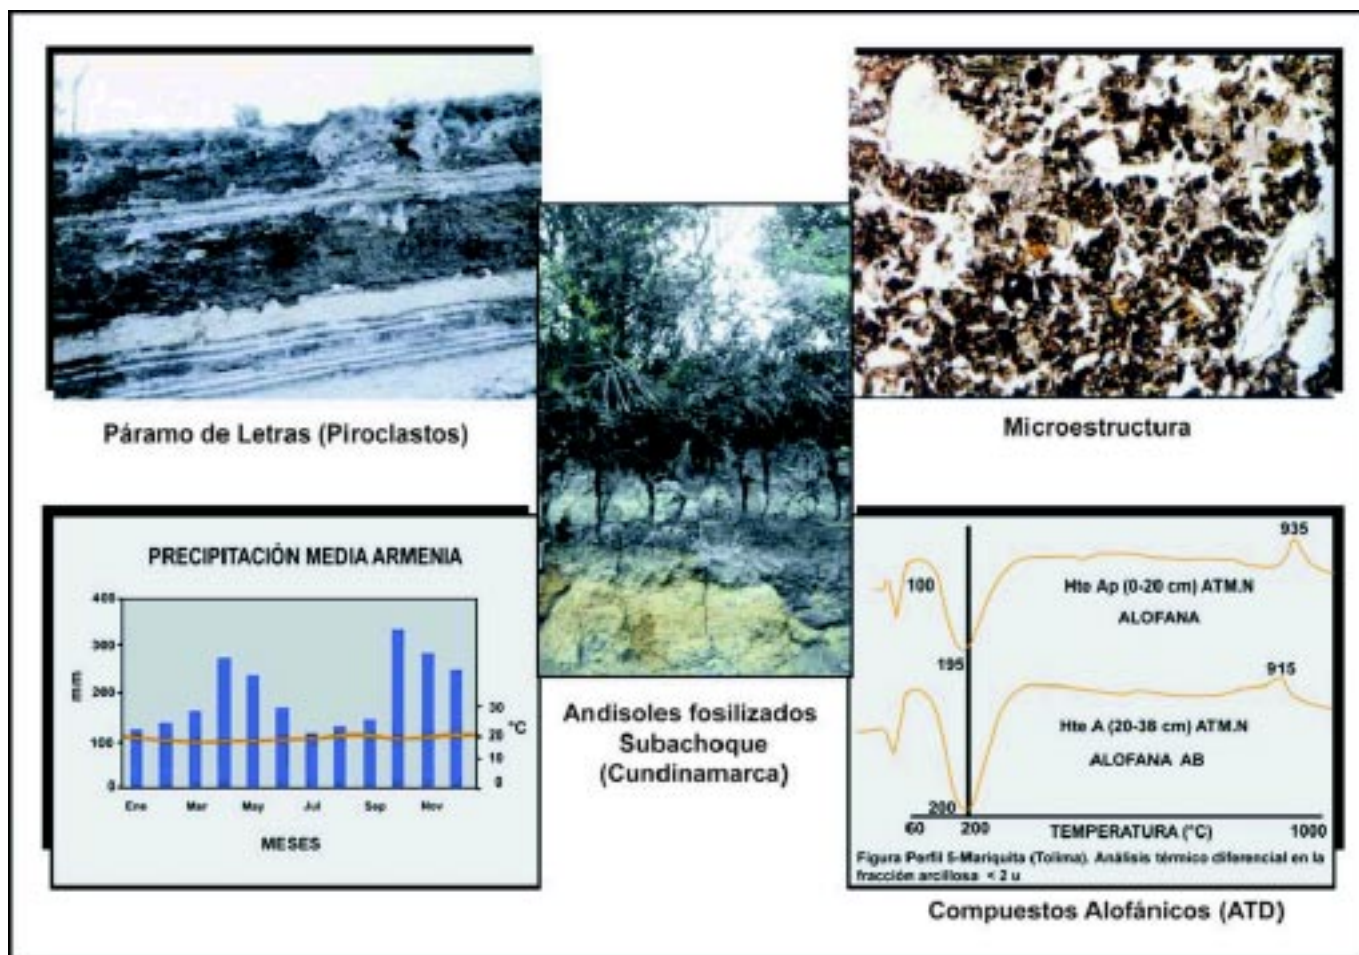 Páramo de Letras (Piroclastos)
Microestructura
PRECIPITACIÓN MEDIA ARMENIA
400
300
200
100
0
mm
30
20
10
0
°C
Ene
Mar
May
Jul
Sep
Nov
MESES
Andisoles fosilizados
Subachoque
(Cundinamarca)
935
100
Hte Ap (0-20 cm) ATM.N
ALOFANA
195
915
Hte A (20-38 cm) ATM.N
ALOFANA AB
200
60
200
TEMPERATURA (°C)
1000
Figura Perfil 5-Mariquita (Tolima). Análisis térmico diferencial en la
fracción arcillosa < 2 u
Compuestos Alofánicos (ATD)